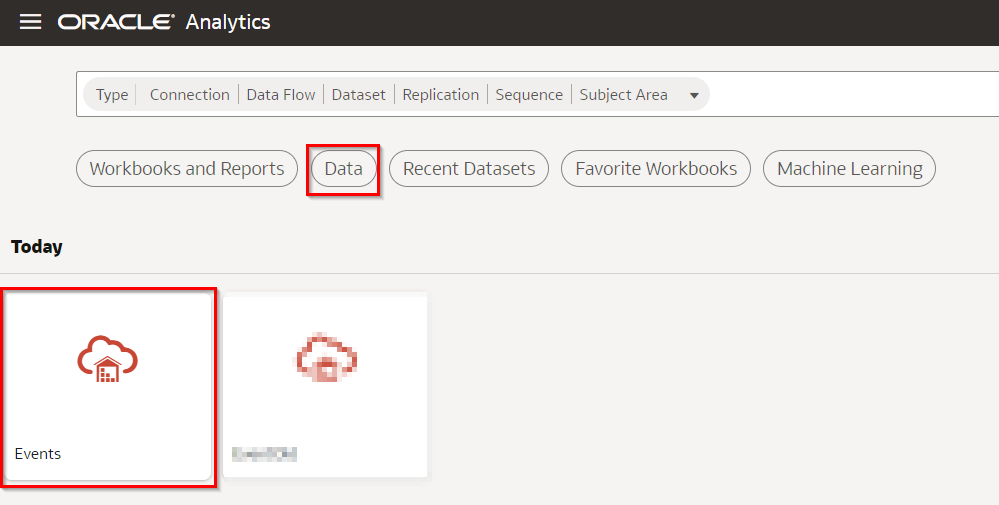 ORACLE Analytics
Type Connection Data Flow Dataset Replication Sequence Subject Area
Workbooks and Reports Data Recent Datasets Favorite Workbooks Machine Learning
Today
Events